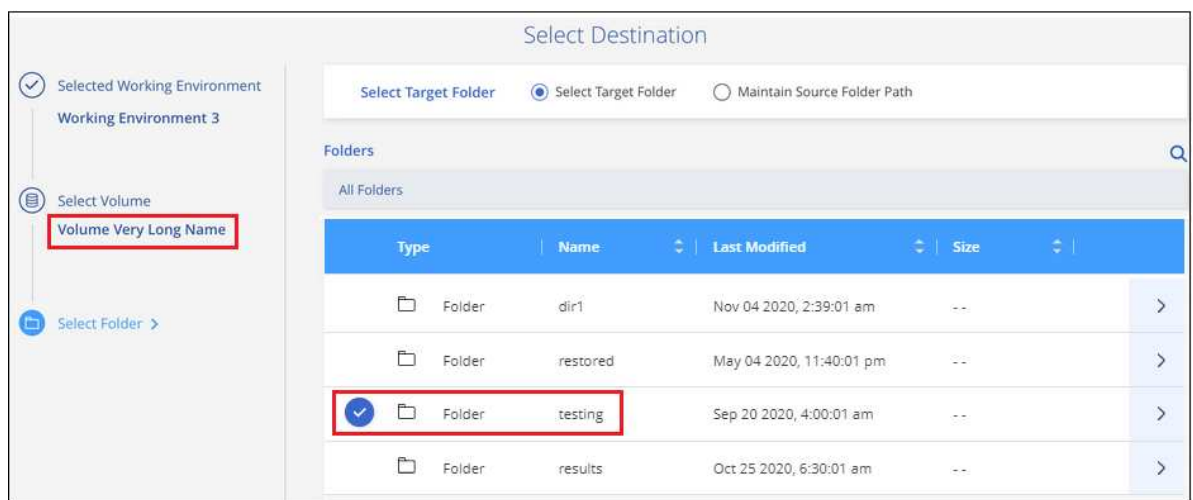 Select Destination
Selected Working Environment
Working Environment 3
Select Volume
Volume Very Long Name
Select Folder >
Select Target Folder Select Target Folder Maintain Source Folder Path
Folders
All Folders
Type Name Last Modified Size
Folder dir1 Nov 04 2020, 2:39:01 am --
Folder restored May 04 2020, 11:40:01 pm --
Folder testing Sep 20 2020, 4:00:01 am --
Folder results Oct 25 2020, 6:30:01 am --